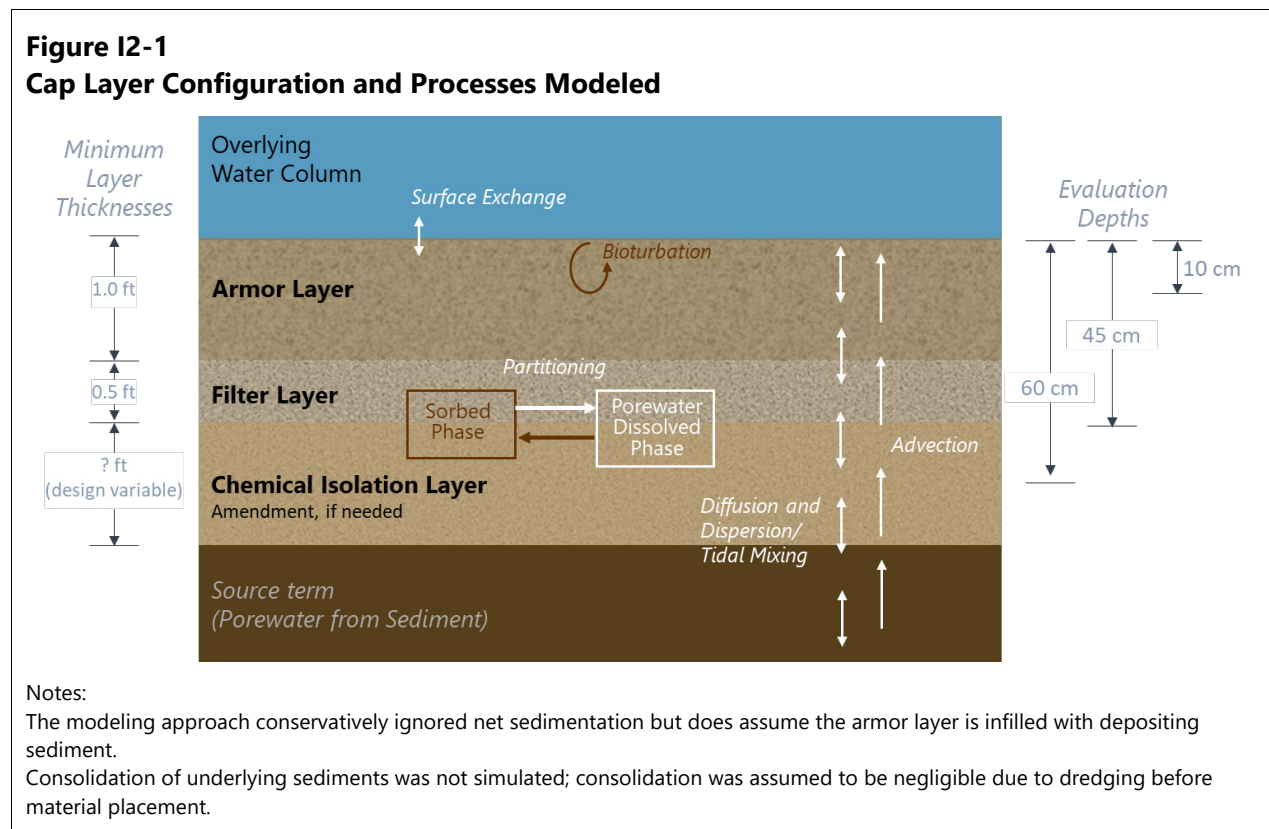 Figure I2-1
Cap Layer Configuration and Processes Modeled
Minimum
Layer
Thicknesses
1.0 ft
0.5 ft
? ft
(design variable)
Overlying
Water Column
Surface Exchange
Bioturbation
Armor Layer
Partitioning
Filter Layer
Sorbed
Phase
Porewater
Dissolved
Phase
Advection
Chemical Isolation Layer
Amendment, if needed
Diffusion and
Dispersion/
Tidal Mixing
Source term
(Porewater from Sediment)
Evaluation
Depths
10 cm
45 cm
60 cm
Notes:
The modeling approach conservatively ignored net sedimentation but does assume the armor layer is infilled with depositing
sediment.
Consolidation of underlying sediments was not simulated; consolidation was assumed to be negligible due to dredging before
material placement.